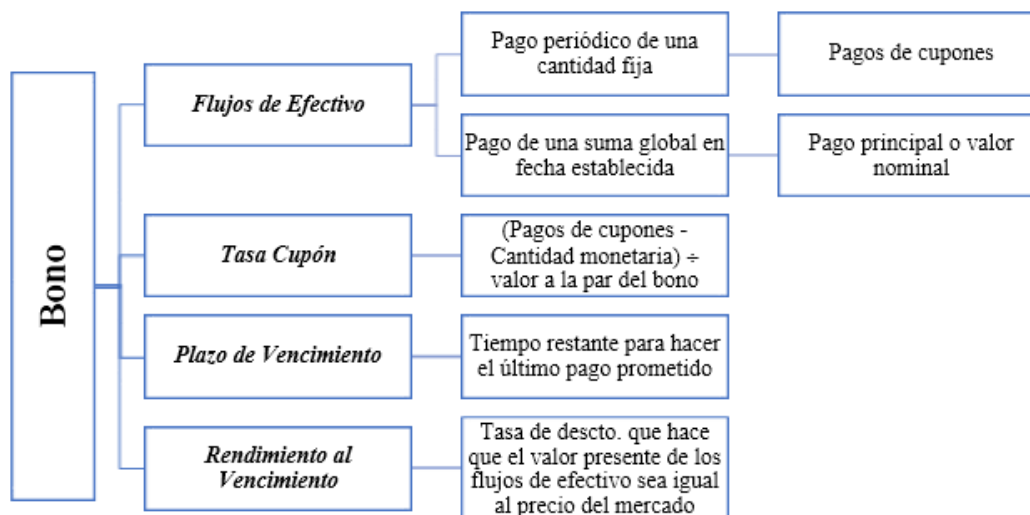 Bono
Flujos de Efectivo
Pago periódico de una
cantidad fija
Pagos de cupones
Pago de una suma global en
fecha establecida
Pago principal o valor
nominal
Tasa Cupón
(Pagos de cupones -
Cantidad monetaria) ÷
valor a la par del bono
Plazo de Vencimiento
Tiempo restante para hacer
el último pago prometido
Rendimiento al
Vencimiento
Tasa de descto. que hace
que el valor presente de los
flujos de efectivo sea igual
al precio del mercado